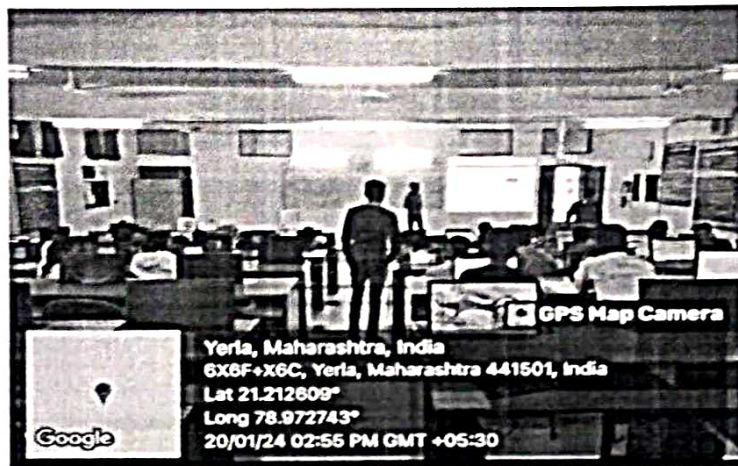 GPS Map Camera
Yerla, Maharashtra, India
6X6F+X6C, Yerla, Maharashtra 441501, India
Lat 21.212609°
Long 78.972743°
20/01/24 02:55 PM GMT +05:30
Google